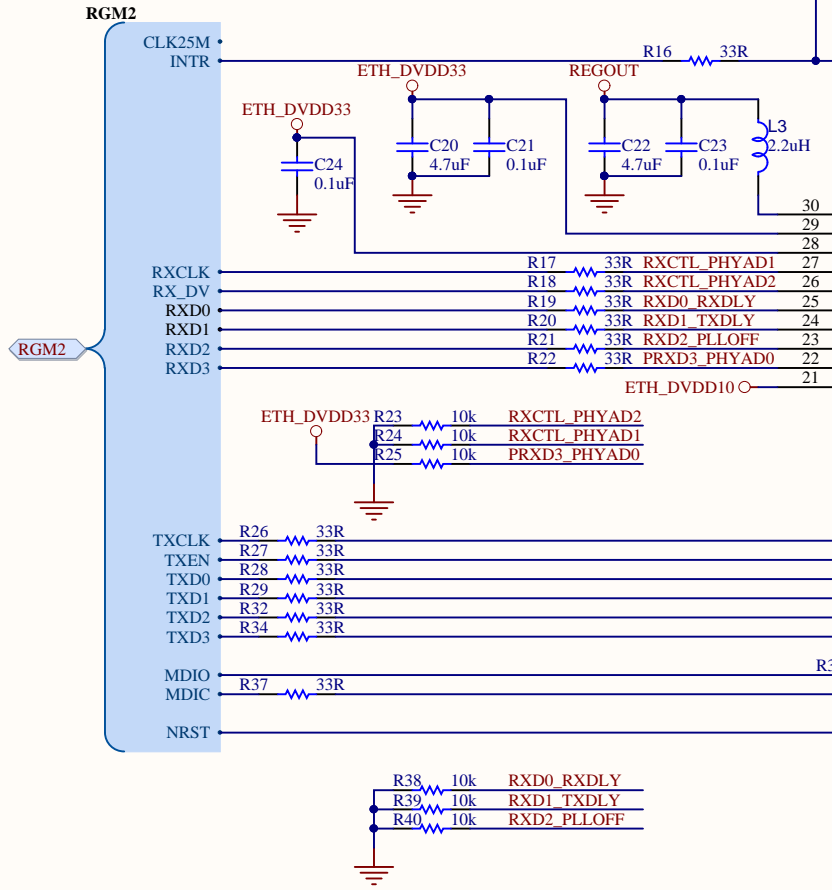 RGM2
CLK25M
INTR
R16 33R
ETH_DVDD33
REGOUT
ETH_DVDD33
C20 C21 C22 C23 L3
4.7uF 0.1uF 4.7uF 0.1uF 2.2uH
C24
0.1uF
30
29
28
RXCLK R17 33R RXCTL_PHYAD1 27
RX_DV R18 33R RXCTL_PHYAD2 26
RXD0 R19 33R RXD0_RXDLY 25
RXD1 R20 33R RXD1_TXDLY 24
RXD2 R21 33R RXD2_PLLOFF 23
RXD3 R22 33R PRXD3_PHYAD0 22
RGM2
ETH_DVDD10 21
ETH_DVDD33
R23 10k RXCTL_PHYAD2
R24 10k RXCTL_PHYAD1
R25 10k PRXD3_PHYAD0
TXCLK R26 33R
TXEN R27 33R
TXD0 R28 33R
TXD1 R29 33R
TXD2 R32 33R
TXD3 R34 33R
MDIO
MDIC R37 33R
NRST
R38 10k RXD0_RXDLY
R39 10k RXD1_TXDLY
R40 10k RXD2_PLLOFF